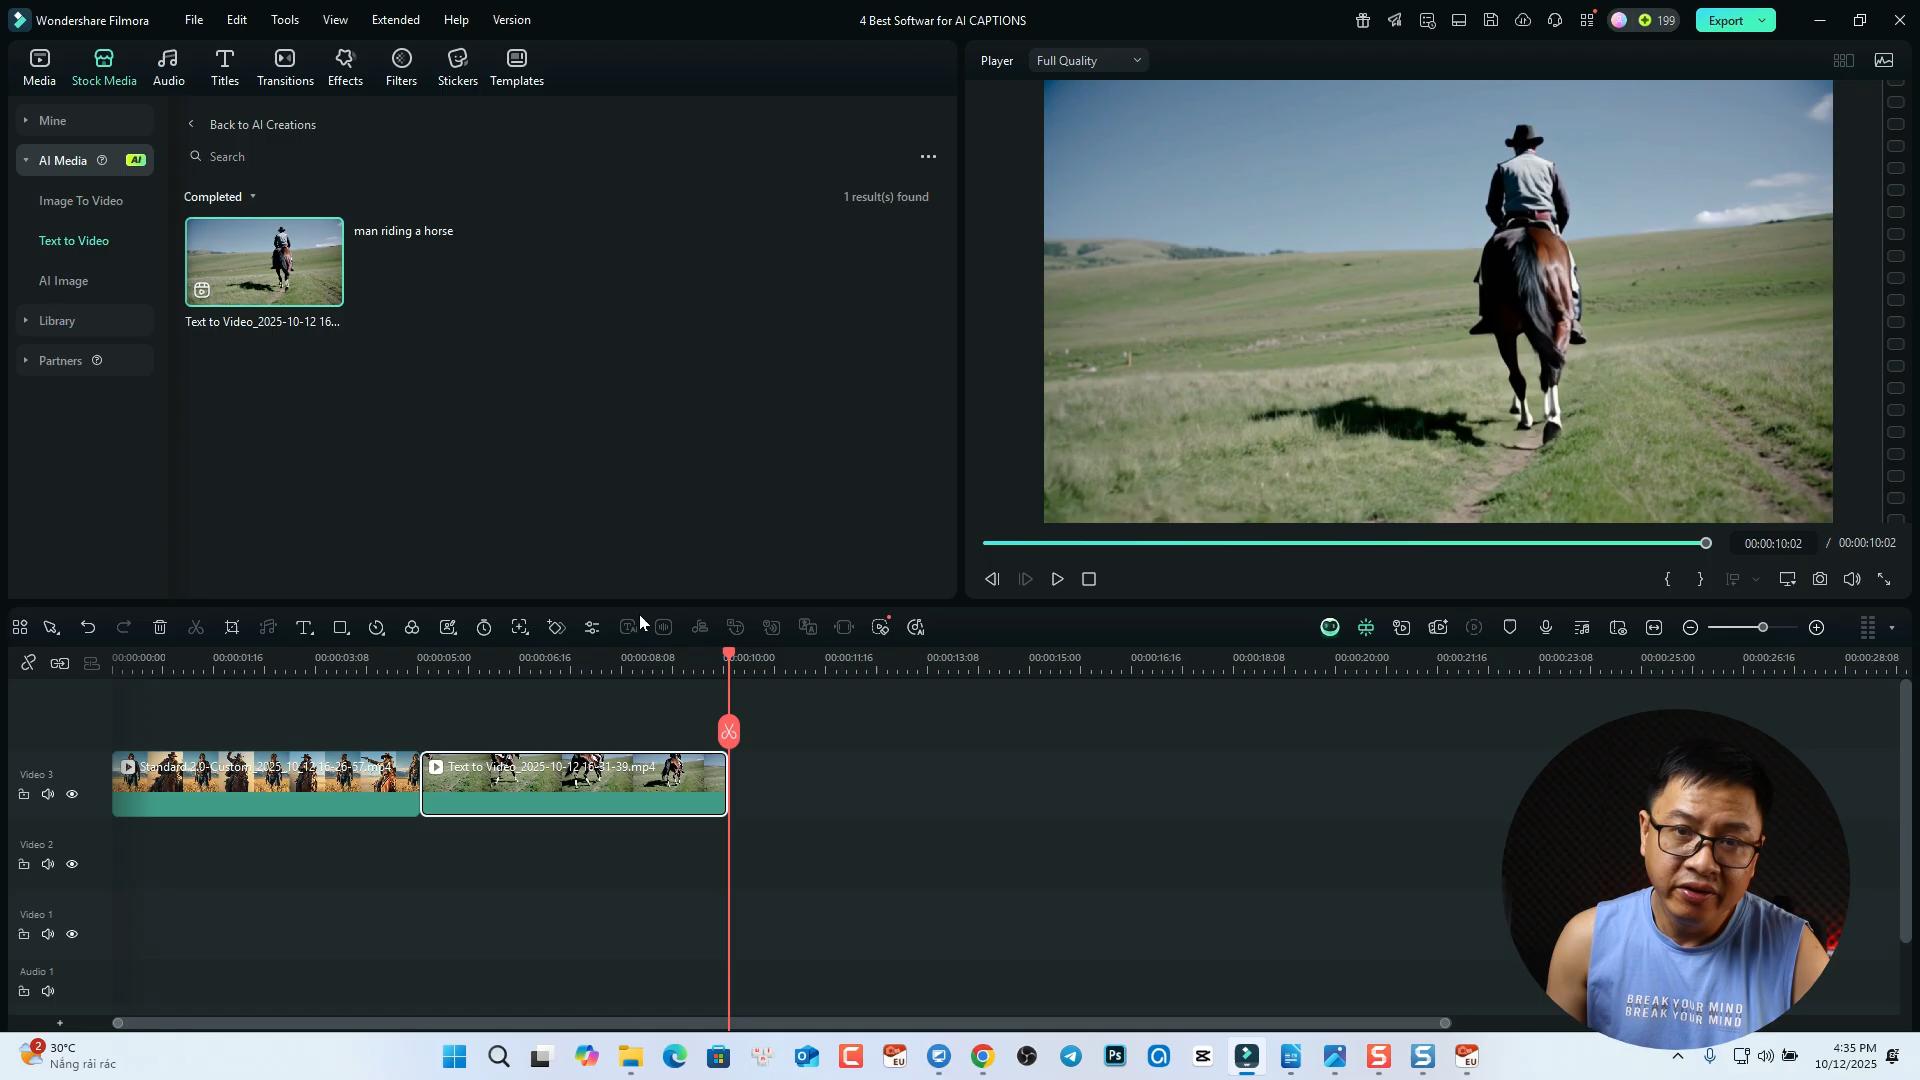 Wondershare Filmora
File Edit Tools View Extended Help Version
4 Best Softwar for AI CAPTIONS
199
Export
Media Stock Media Audio Titles Transitions Effects Filters Stickers Templates
Player Full Quality
Mine
AI Media AI
Image To Video
Text to Video
AI Image
Library
Partners
Back to AI Creations
Search
Completed
1 result(s) found
man riding a horse
Text to Video_2025-10-12 16...
00:00:10:02 / 00:00:10:02
00:00:00:00 00:00:01:16 00:00:03:08 00:00:05:00 00:00:06:16 00:00:08:08 00:00:10:00 00:00:11:16 00:00:13:08 00:00:15:00 00:00:16:16 00:00:18:08 00:00:20:00 00:00:21:16 00:00:23:08 00:00:25:00 00:00:26:16 00:00:28:08
Video 3
Standard 2.0-Custom_2025_10_12_16-26-57.mp4
Text to Video_2025-10-12 16-31-39.mp4
Video 2
Video 1
Audio 1
BREAK YOUR MIND
BREAK YOUR MIND
2
30°C
Nắng rải rác
Ps
EU
EU
4:35 PM
10/12/2025